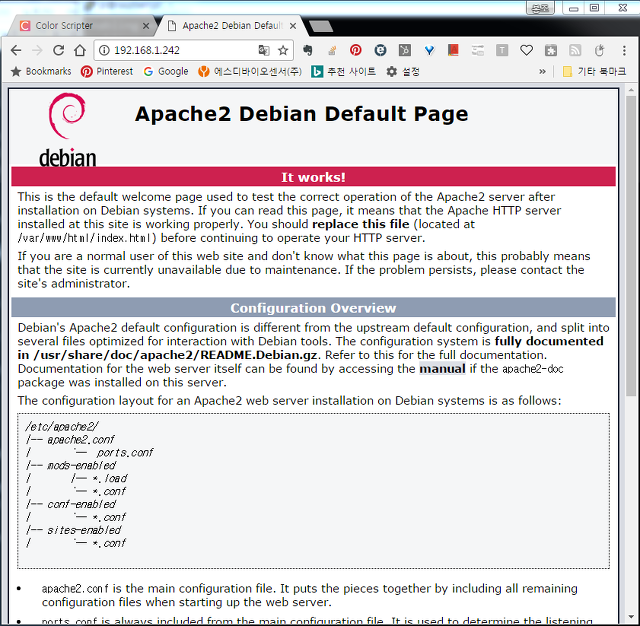 Color Scripter
Apache2 Debian Defaul
192.168.1.242
Bookmarks
Pinterest
Google
에스디바이오센서(주)
추천 사이트
설정
»
기타 북마크
debian
Apache2 Debian Default Page
It works!
This is the default welcome page used to test the correct operation of the Apache2 server after
installation on Debian systems. If you can read this page, it means that the Apache HTTP server
installed at this site is working properly. You should replace this file (located at
/var/www/html/index.html) before continuing to operate your HTTP server.
If you are a normal user of this web site and don't know what this page is about, this probably means
that the site is currently unavailable due to maintenance. If the problem persists, please contact the
site's administrator.
Configuration Overview
Debian's Apache2 default configuration is different from the upstream default configuration, and split into
several files optimized for interaction with Debian tools. The configuration system is fully documented
in /usr/share/doc/apache2/README.Debian.gz. Refer to this for the full documentation.
Documentation for the web server itself can be found by accessing the manual if the apache2-doc
package was installed on this server.
The configuration layout for an Apache2 web server installation on Debian systems is as follows:
/etc/apache2/
|-- apache2.conf
|       `--  ports.conf
|-- mods-enabled
|       |-- *.load
|       `-- *.conf
|-- conf-enabled
|       `-- *.conf
|-- sites-enabled
|       `-- *.conf
• apache2.conf is the main configuration file. It puts the pieces together by including all remaining
configuration files when starting up the web server.
• ports.conf is always included from the main configuration file. It is used to determine the listening